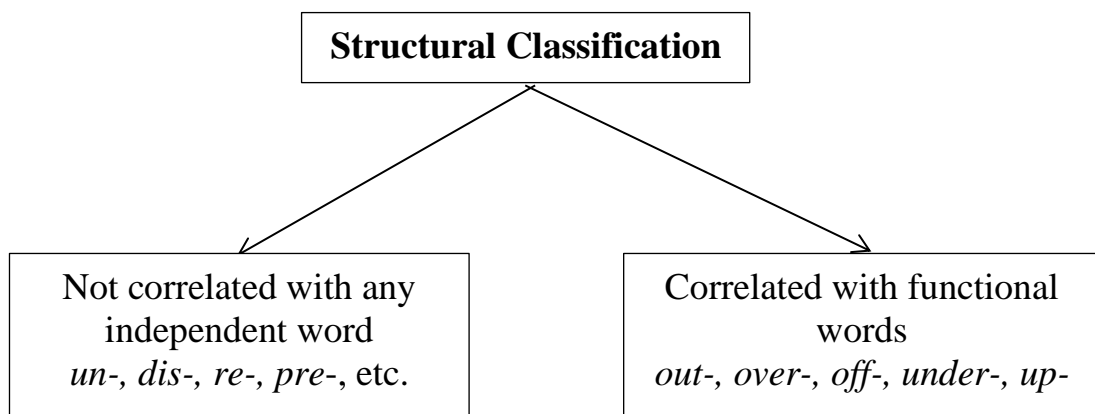 Structural Classification
Not correlated with any
independent word
un-, dis-, re-, pre-, etc.
Correlated with functional
words
out-, over-, off-, under-, up-